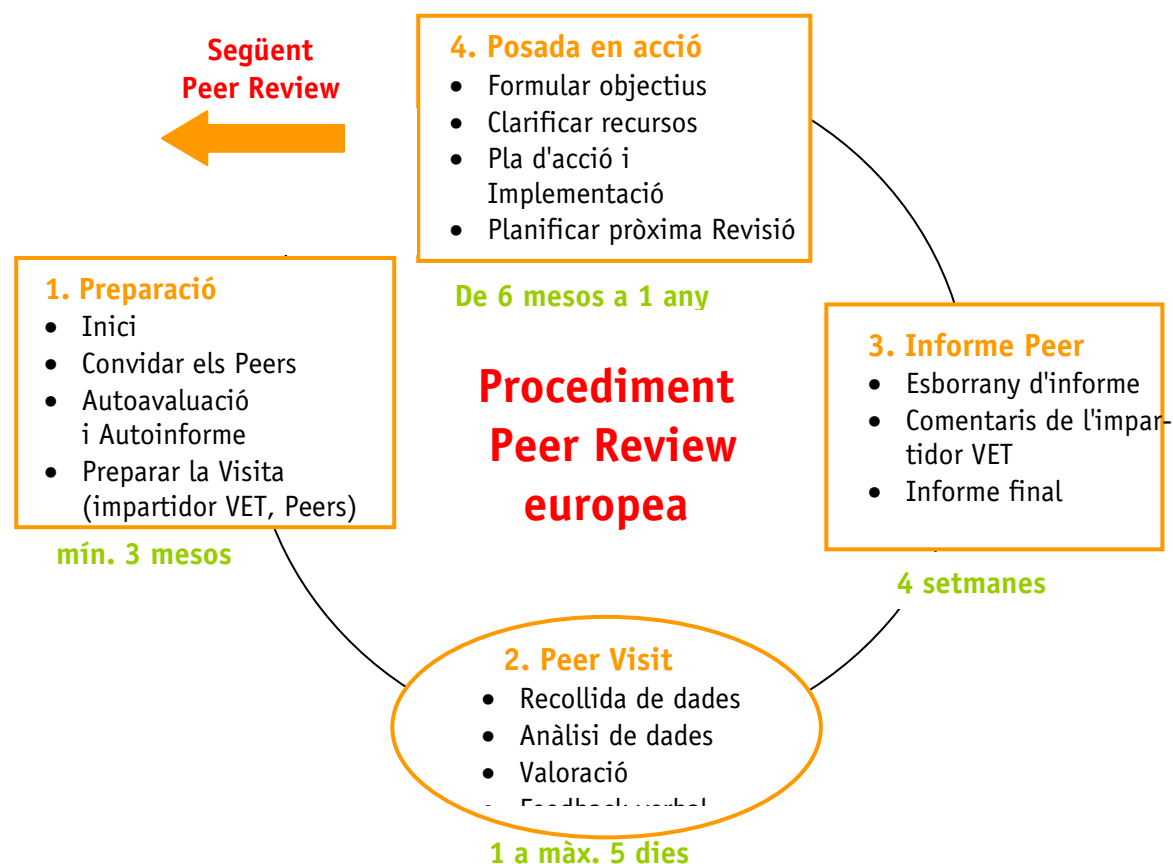 Següent
Peer Review
4. Posada en acció
• Formular objectius
• Clarificar recursos
• Pla d'acció i
Implementació
• Planificar pròxima Revisió
De 6 mesos a 1 any
1. Preparació
• Inici
• Convidar els Peers
• Autoavaluació
i Autoinforme
• Preparar la Visita
(impartidor VET, Peers)
mín. 3 mesos
Procediment
Peer Review
europea
3. Informe Peer
• Esborrany d'informe
• Comentaris de l'impar-
tidor VET
• Informe final
4 setmanes
2. Peer Visit
• Recollida de dades
• Anàlisi de dades
• Valoració
• Feedback verbal
1 a màx. 5 dies